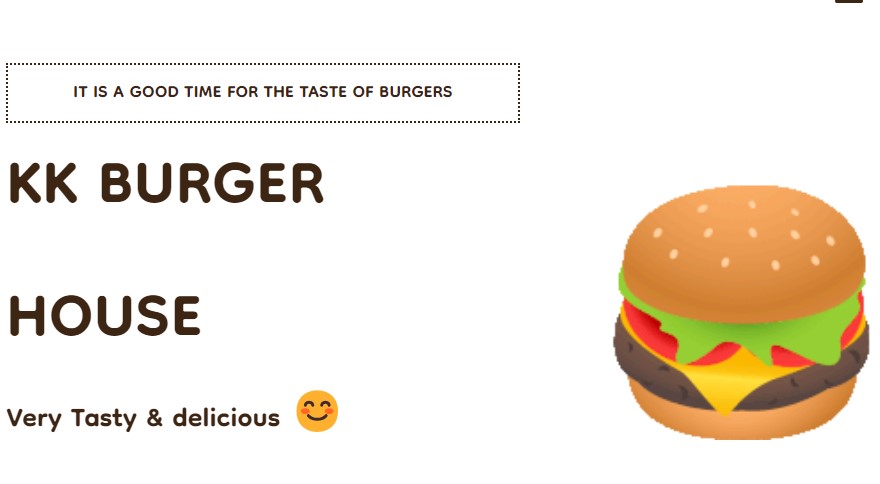 IT IS A GOOD TIME FOR THE TASTE OF BURGERS
KK BURGER
HOUSE
Very Tasty & delicious 😊